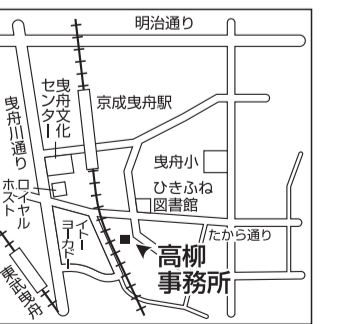 明治通り
曳舟文化
センター
京成曳舟駅
曳舟川通り
曳舟小
ロイヤル
ホスト
ひきふね
図書館
イトー
ヨーカドー
たから通り
高柳
事務所
東武曳舟